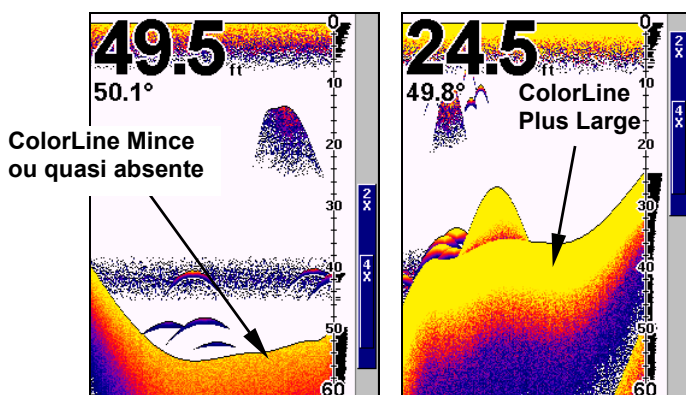 49.5 ft
50.1°
ColorLine Mince
ou quasi absente
0
10
20
30
40
50
60
2X
4X
24.5 ft
49.8°
ColorLine
Plus Large
0
10
20
30
40
50
60
2X
4X